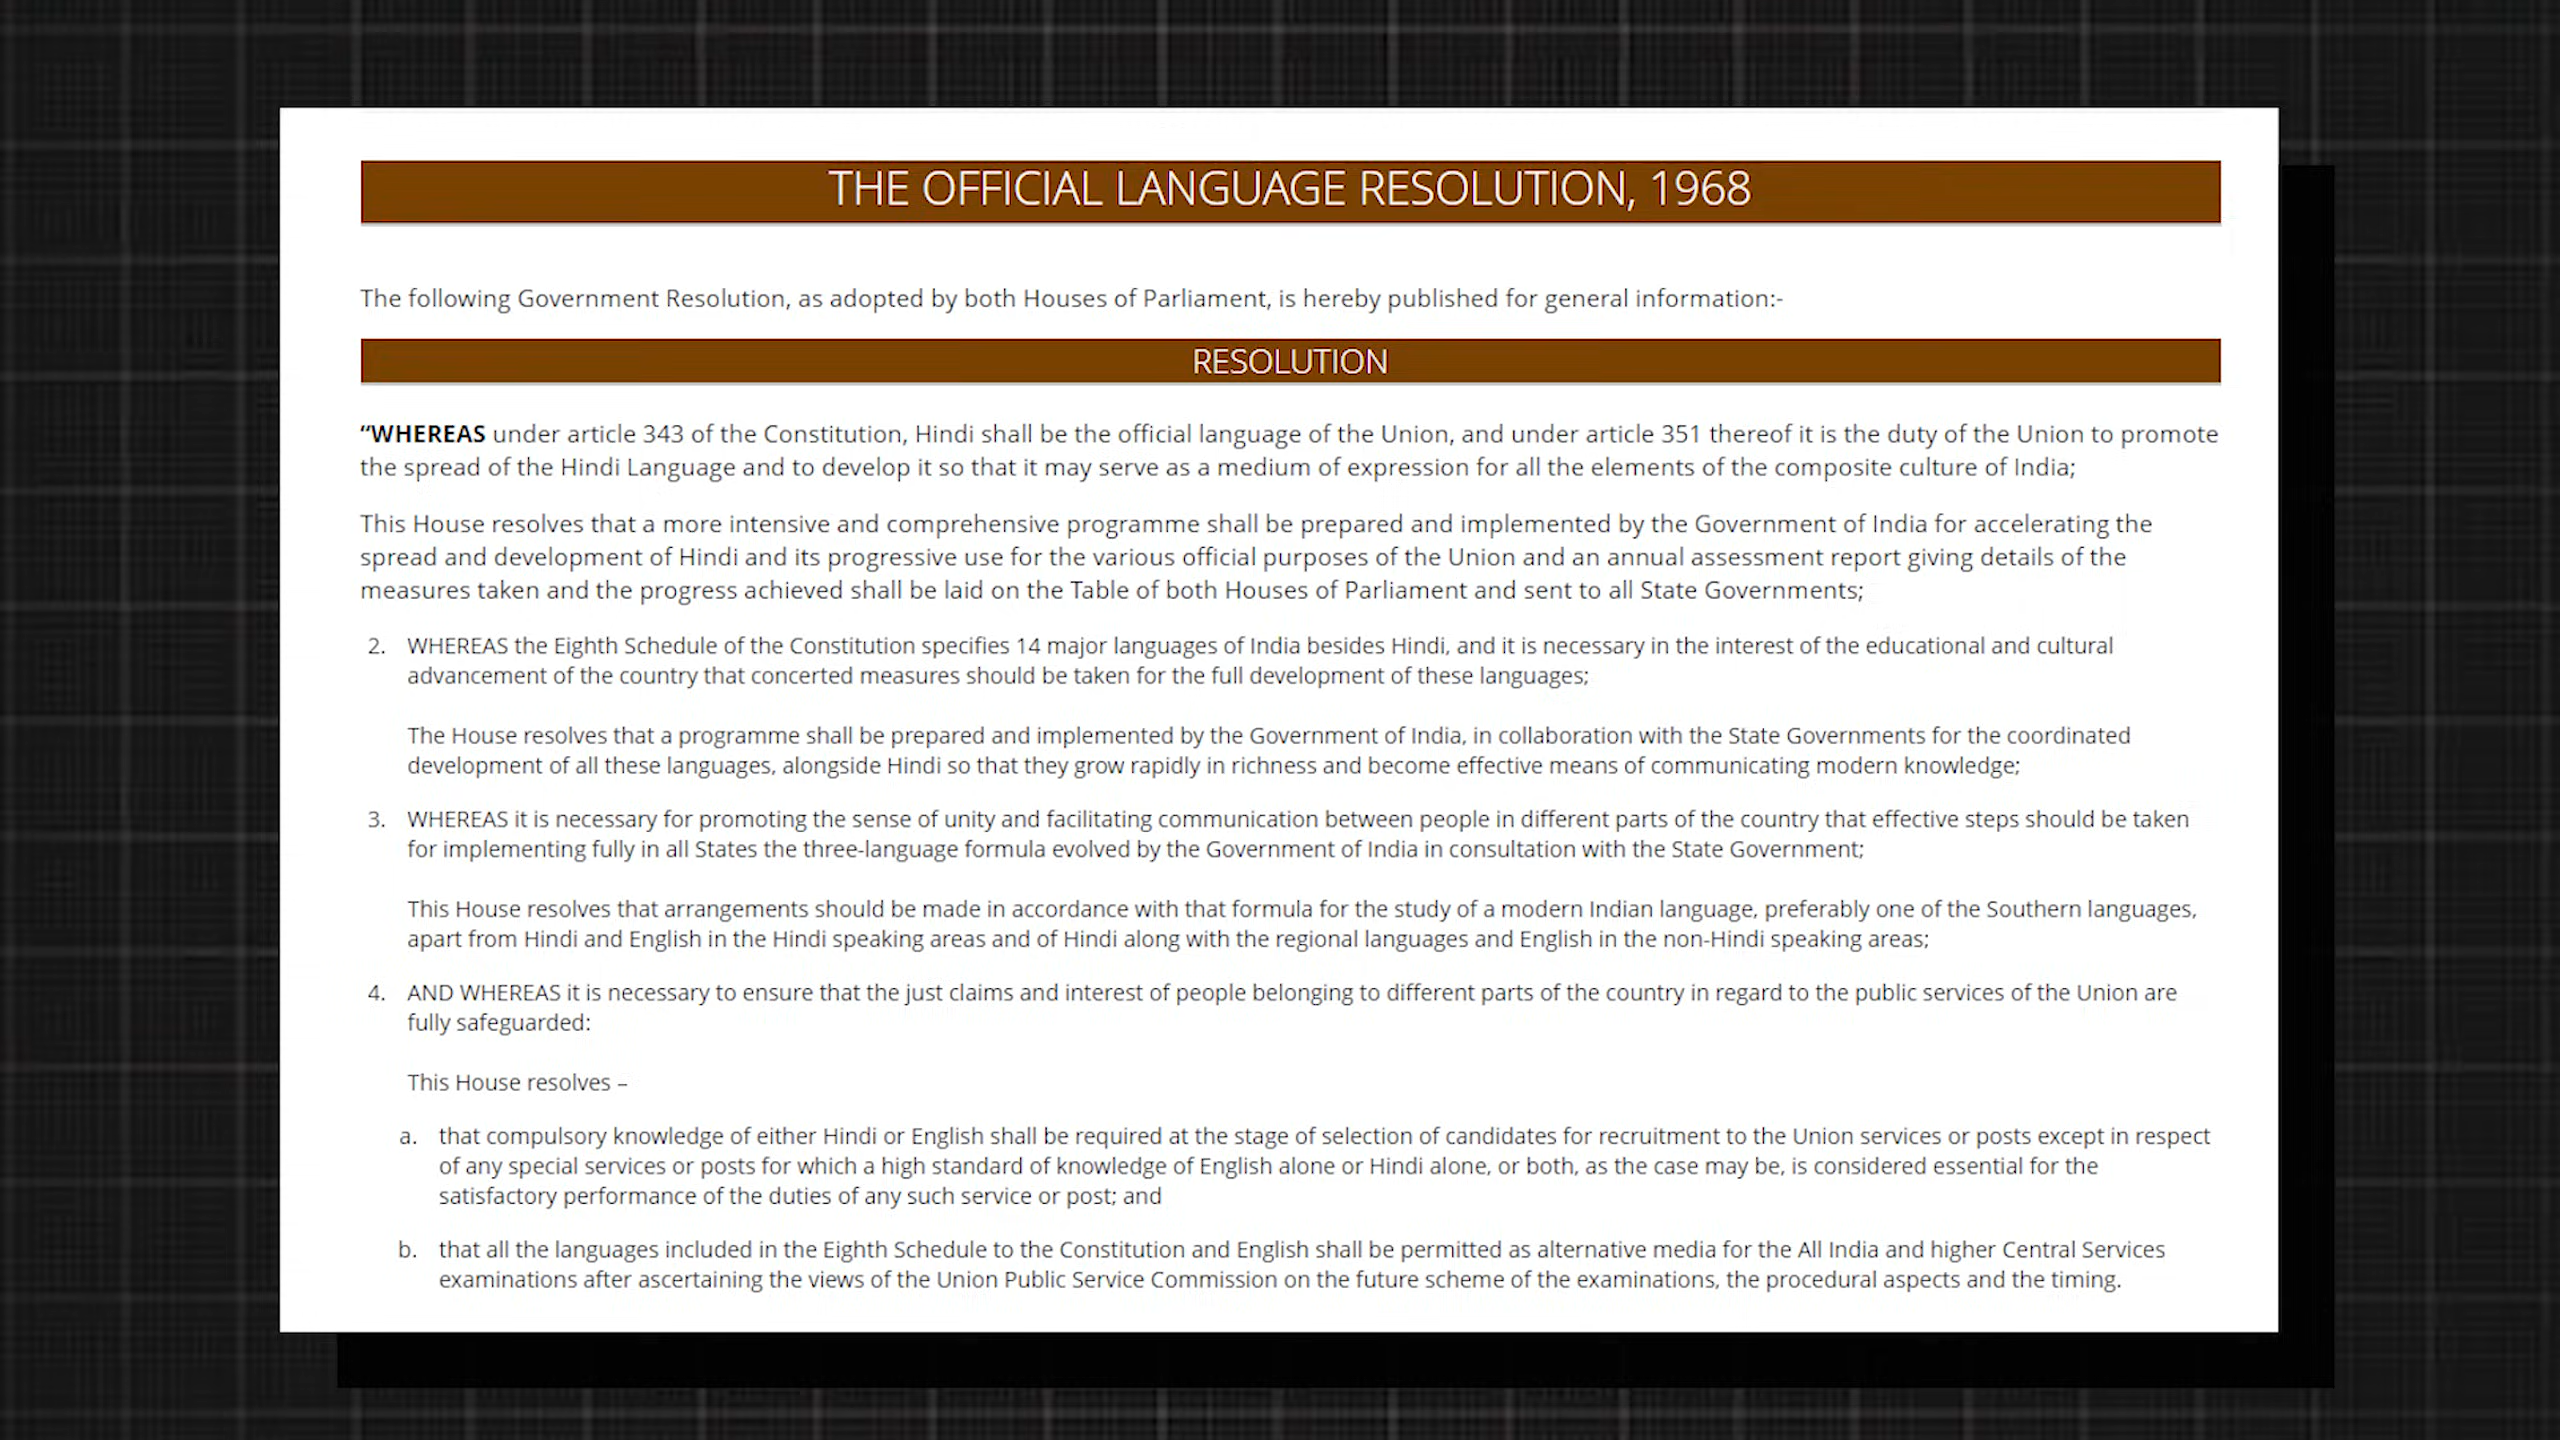 THE OFFICIAL LANGUAGE RESOLUTION, 1968
The following Government Resolution, as adopted by both Houses of Parliament, is hereby published for general information:-
RESOLUTION
“WHEREAS under article 343 of the Constitution, Hindi shall be the official language of the Union, and under article 351 thereof it is the duty of the Union to promote
the spread of the Hindi Language and to develop it so that it may serve as a medium of expression for all the elements of the composite culture of India;
This House resolves that a more intensive and comprehensive programme shall be prepared and implemented by the Government of India for accelerating the
spread and development of Hindi and its progressive use for the various official purposes of the Union and an annual assessment report giving details of the
measures taken and the progress achieved shall be laid on the Table of both Houses of Parliament and sent to all State Governments;
2. WHEREAS the Eighth Schedule of the Constitution specifies 14 major languages of India besides Hindi, and it is necessary in the interest of the educational and cultural
advancement of the country that concerted measures should be taken for the full development of these languages;
The House resolves that a programme shall be prepared and implemented by the Government of India, in collaboration with the State Governments for the coordinated
development of all these languages, alongside Hindi so that they grow rapidly in richness and become effective means of communicating modern knowledge;
3. WHEREAS it is necessary for promoting the sense of unity and facilitating communication between people in different parts of the country that effective steps should be taken
for implementing fully in all States the three-language formula evolved by the Government of India in consultation with the State Government;
This House resolves that arrangements should be made in accordance with that formula for the study of a modern Indian language, preferably one of the Southern languages,
apart from Hindi and English in the Hindi speaking areas and of Hindi along with the regional languages and English in the non-Hindi speaking areas;
4. AND WHEREAS it is necessary to ensure that the just claims and interest of people belonging to different parts of the country in regard to the public services of the Union are
fully safeguarded:
This House resolves –
a. that compulsory knowledge of either Hindi or English shall be required at the stage of selection of candidates for recruitment to the Union services or posts except in respect
of any special services or posts for which a high standard of knowledge of English alone or Hindi alone, or both, as the case may be, is considered essential for the
satisfactory performance of the duties of any such service or post; and
b. that all the languages included in the Eighth Schedule to the Constitution and English shall be permitted as alternative media for the All India and higher Central Services
examinations after ascertaining the views of the Union Public Service Commission on the future scheme of the examinations, the procedural aspects and the timing.